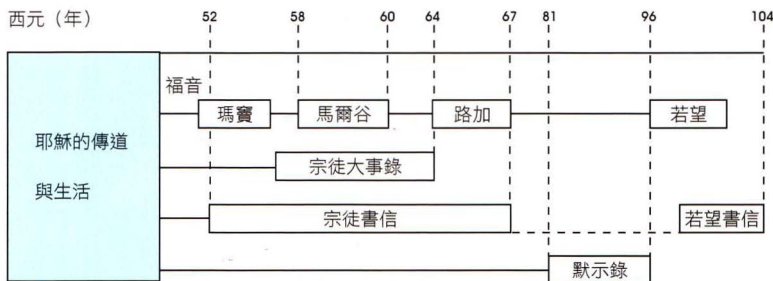 西元（年） 52 58 60 64 67 81 96 104
福音
瑪竇 馬爾谷 路加 若望
耶穌的傳道
宗徒大事錄
與生活
宗徒書信 若望書信
默示錄